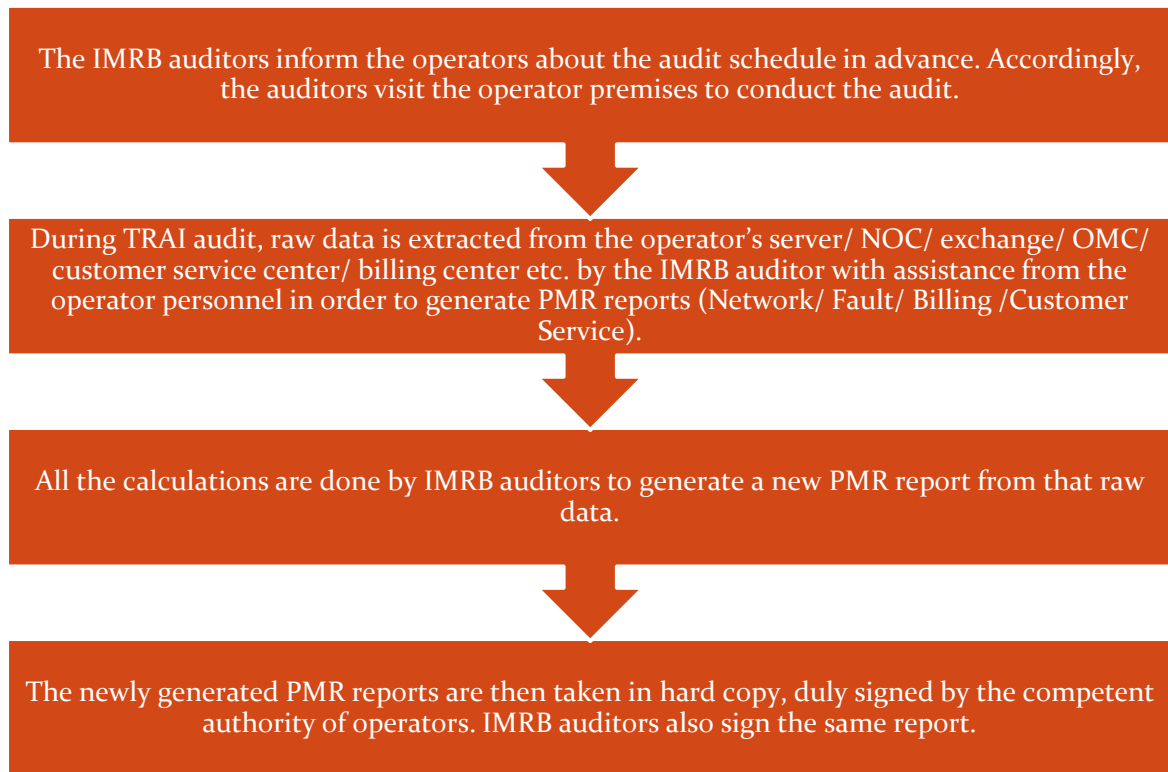 The IMRB auditors inform the operators about the audit schedule in advance. Accordingly,
the auditors visit the operator premises to conduct the audit.
During TRAI audit, raw data is extracted from the operator's server/ NOC/ exchange/ OMC/
customer service center/ billing center etc. by the IMRB auditor with assistance from the
operator personnel in order to generate PMR reports (Network/ Fault/ Billing /Customer
Service).
All the calculations are done by IMRB auditors to generate a new PMR report from that raw
data.
The newly generated PMR reports are then taken in hard copy, duly signed by the competent
authority of operators. IMRB auditors also sign the same report.